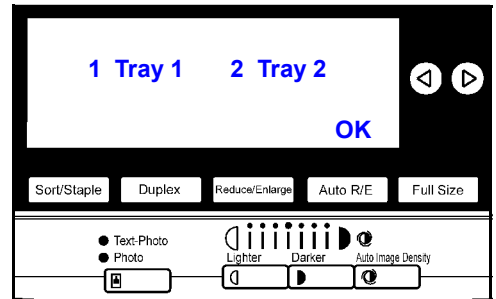 1 Tray 1 2 Tray 2
OK
Sort/Staple Duplex Reduce/Enlarge Auto R/E Full Size
Text-Photo
Photo
Lighter Darker Auto Image Density